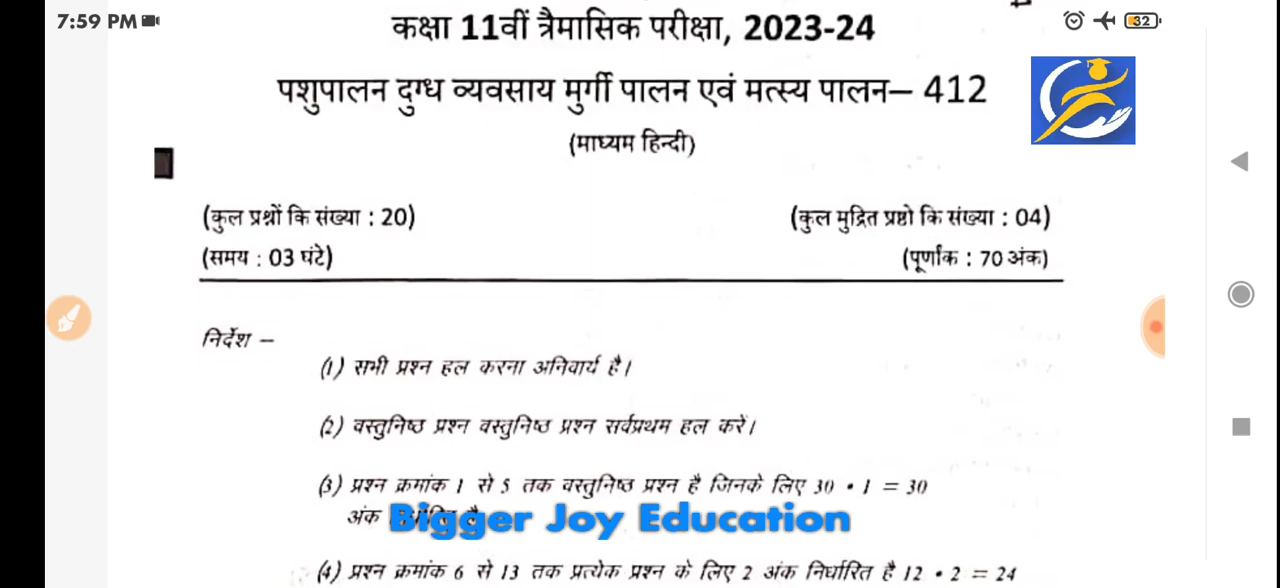 7:59 PM
32
कक्षा 11वीं त्रैमासिक परीक्षा, 2023-24
पशुपालन दुग्ध व्यवसाय मुर्गी पालन एवं मत्स्य पालन– 412
(माध्यम हिन्दी)
(कुल प्रश्नों कि संख्या : 20)
(कुल मुद्रित प्रष्ठो कि संख्या : 04)
(समय : 03 घंटे)
(पूर्णांक : 70 अंक)
निर्देश –
(1) सभी प्रश्न हल करना अनिवार्य है।
(2) वस्तुनिष्ठ प्रश्न वस्तुनिष्ठ प्रश्न सर्वप्रथम हल करें।
(3) प्रश्न क्रमांक 1 से 5 तक वस्तुनिष्ठ प्रश्न है जिनके लिए 30 • 1 = 30
अंक
Bigger Joy Education
(4) प्रश्न क्रमांक 6 से 13 तक प्रत्येक प्रश्न के लिए 2 अंक निर्धारित है 12 • 2 = 24